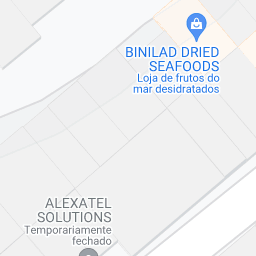 BINILAD DRIED
SEAFOODS
Loja de frutos do
mar desidratados
ALEXATEL
SOLUTIONS
Temporariamente
fechado